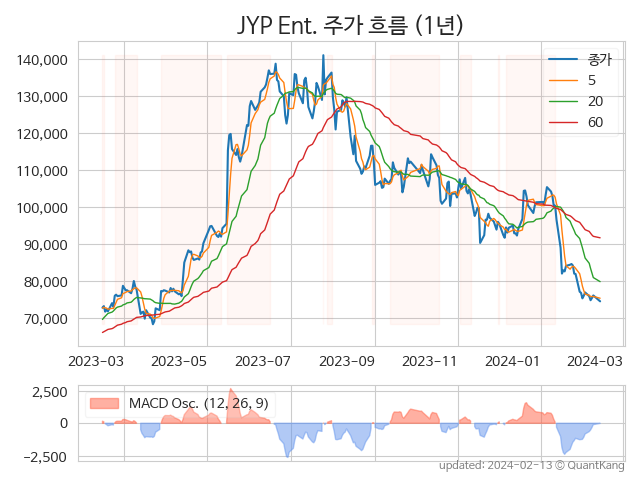 JYP Ent. 주가 흐름 (1년)
140,000
130,000
120,000
110,000
100,000
90,000
80,000
70,000
종가
5
20
60
2023-03 2023-05 2023-07 2023-09 2023-11 2024-01 2024-03
2,500
0
−2,500
MACD Osc. (12, 26, 9)
updated: 2024-02-13 © QuantKang